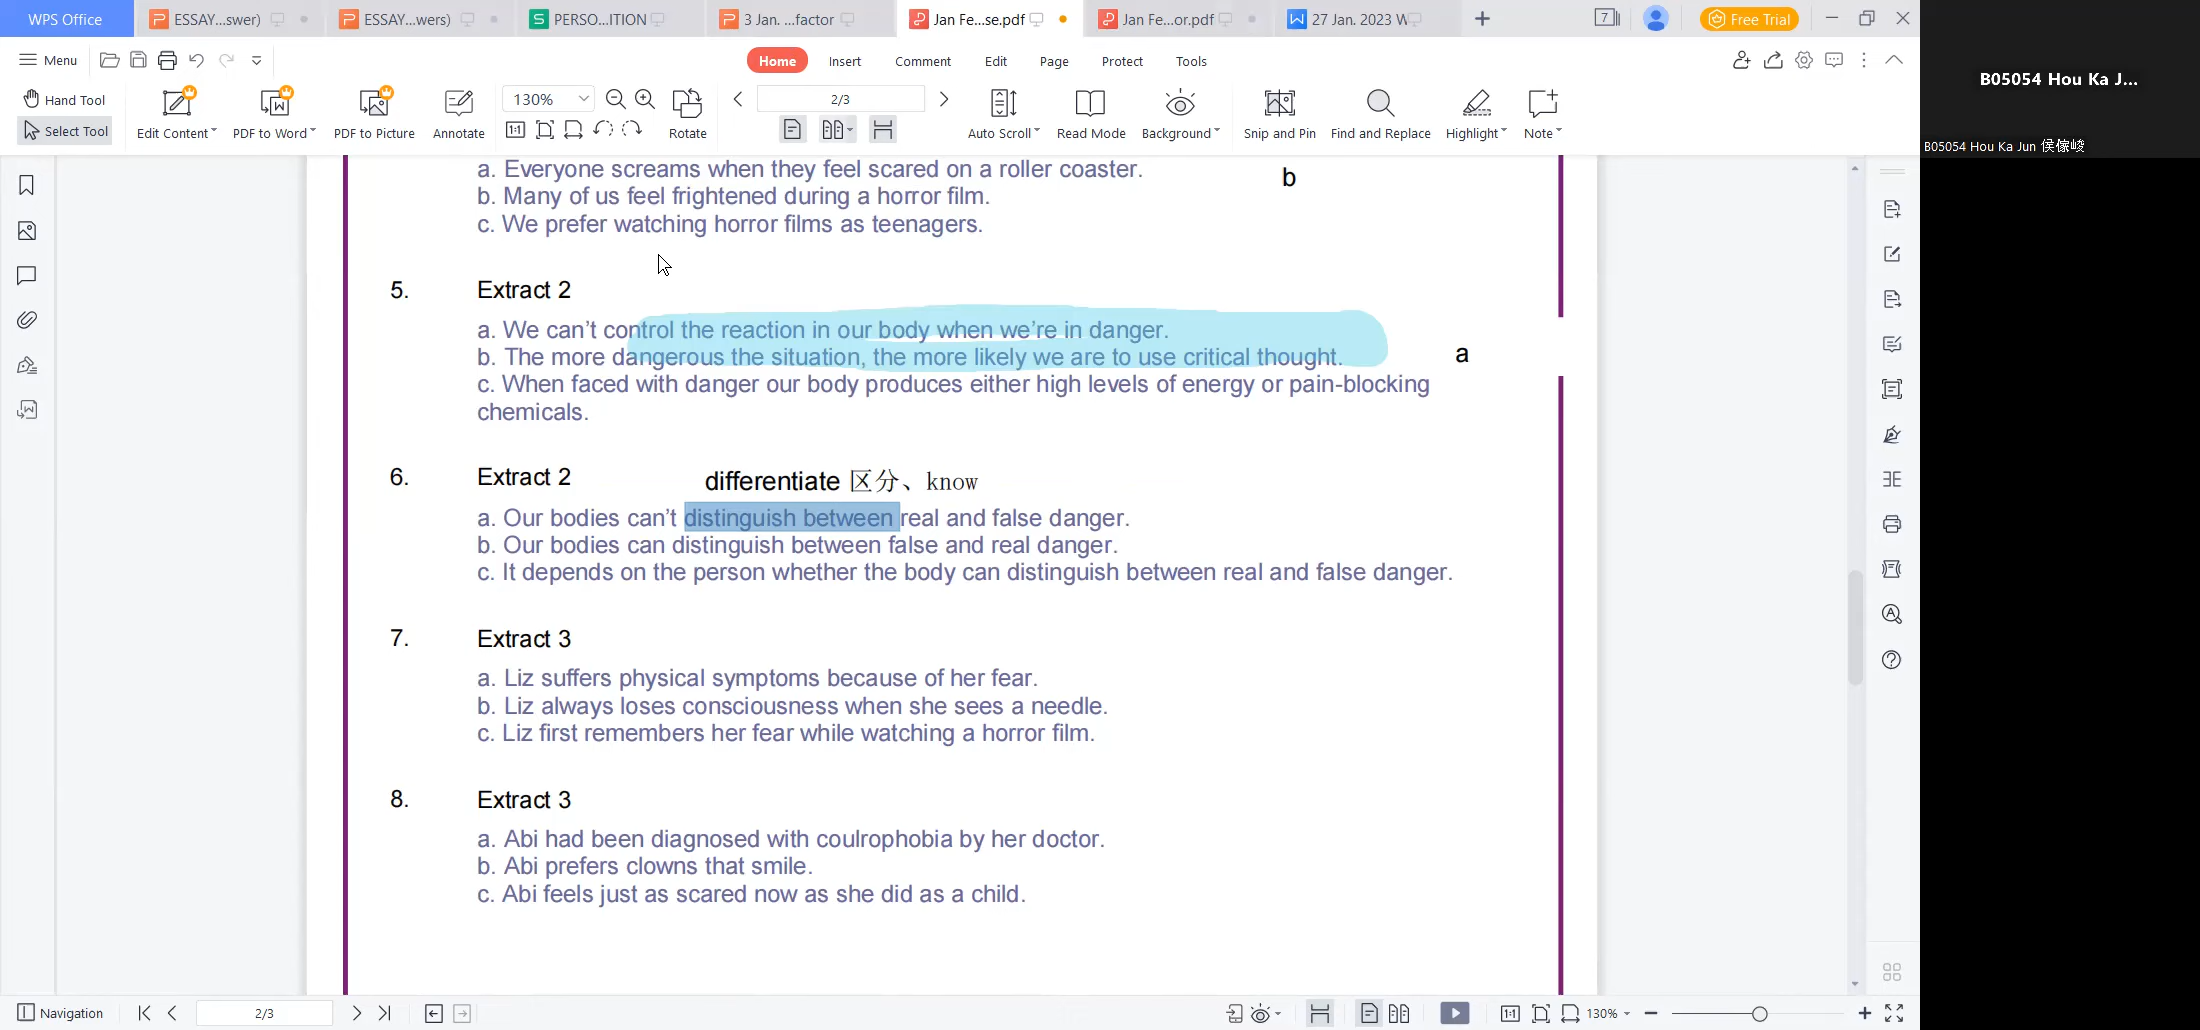 WPS Office
ESSAY...swer)
ESSAY...wers)
PERSO...ITION
3 Jan. ...factor
Jan Fe...se.pdf
Jan Fe...or.pdf
27 Jan. 2023 W
7
Free Trial
Menu
Home
Insert
Comment
Edit
Page
Protect
Tools
Hand Tool
Select Tool
Edit Content
PDF to Word
PDF to Picture
Annotate
130%
1:1
Rotate
2/3
Auto Scroll
Read Mode
Background
Snip and Pin
Find and Replace
Highlight
Note
B05054 Hou Ka J...
B05054 Hou Ka Jun 侯傢峻
a. Everyone screams when they feel scared on a roller coaster.
b
b. Many of us feel frightened during a horror film.
c. We prefer watching horror films as teenagers.
5. Extract 2
a. We can't control the reaction in our body when we're in danger.
b. The more dangerous the situation, the more likely we are to use critical thought.
a
c. When faced with danger our body produces either high levels of energy or pain-blocking
chemicals.
6. Extract 2
differentiate 区分、know
a. Our bodies can't distinguish between real and false danger.
b. Our bodies can distinguish between false and real danger.
c. It depends on the person whether the body can distinguish between real and false danger.
7. Extract 3
a. Liz suffers physical symptoms because of her fear.
b. Liz always loses consciousness when she sees a needle.
c. Liz first remembers her fear while watching a horror film.
8. Extract 3
a. Abi had been diagnosed with coulrophobia by her doctor.
b. Abi prefers clowns that smile.
c. Abi feels just as scared now as she did as a child.
Navigation
2/3
1:1
130%